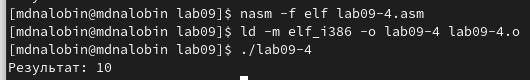 [mdnalobin@mdnalobin lab09]$ nasm -f elf lab09-4.asm
[mdnalobin@mdnalobin lab09]$ ld -m elf_i386 -o lab09-4 lab09-4.o
[mdnalobin@mdnalobin lab09]$ ./lab09-4
Результат: 10